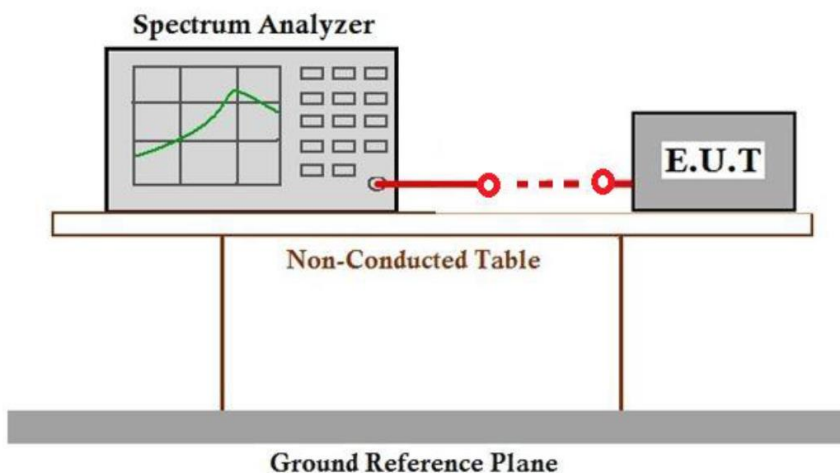 Spectrum Analyzer
E.U.T
Non-Conducted Table
Ground Reference Plane